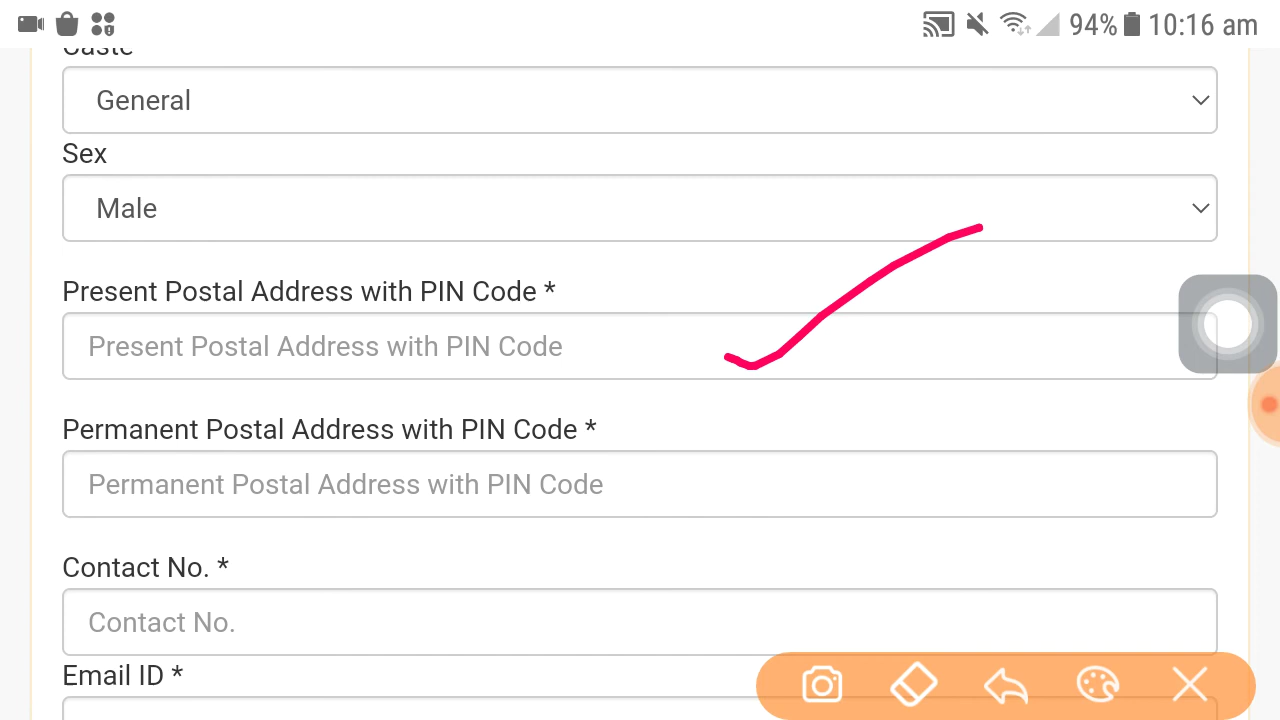 94% 10:16 am
Caste
General
Sex
Male
Present Postal Address with PIN Code *
Present Postal Address with PIN Code
Permanent Postal Address with PIN Code *
Permanent Postal Address with PIN Code
Contact No. *
Contact No.
Email ID *